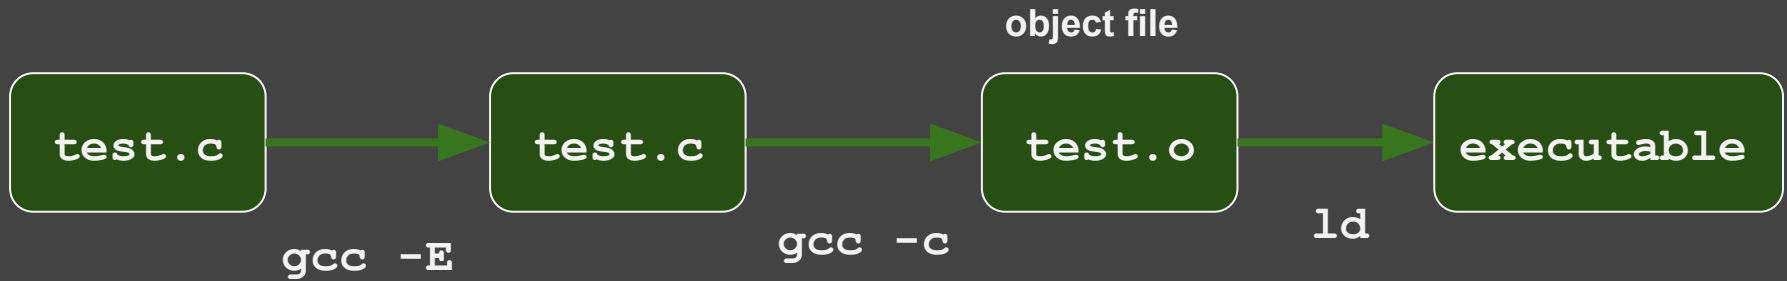 object file
test.c
test.c
test.o
executable
gcc -E
gcc -c
ld